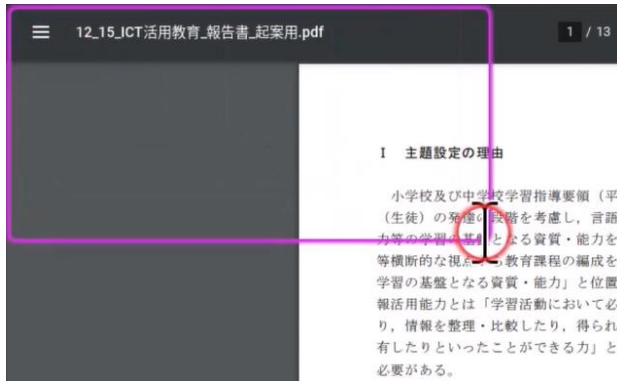 12_15_ICT活用教育_報告書_起案用.pdf
1 / 13
I 主題設定の理由
小学校及び中学校学習指導要領（平
（生徒）の発達の段階を考慮し，言語
力等の学習の基盤となる資質・能力を
等横断的な視点から教育課程の編成を
学習の基盤となる資質・能力」と位置
報活用能力とは「学習活動において必
り，情報を整理・比較したり，得られ
有したりといったことができる力」と
必要がある。